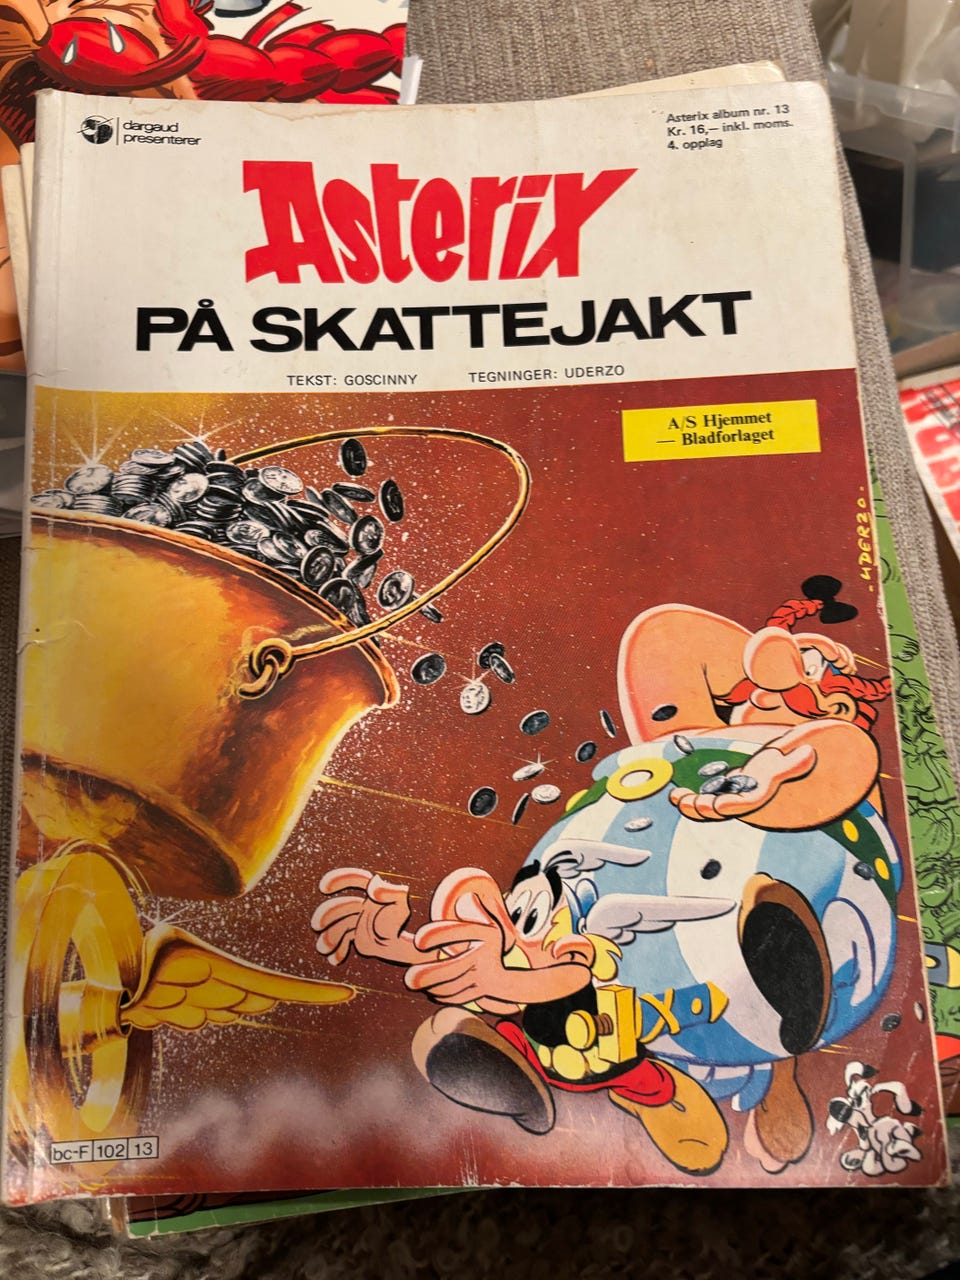 dargaud
presenterer
Asterix album nr. 13
Kr. 16,— inkl. moms.
4. opplag
Asterix
PÅ SKATTEJAKT
TEKST: GOSCINNY TEGNINGER: UDERZO
A/S Hjemmet
— Bladforlaget
-UDERZO-
bc-F 102 13